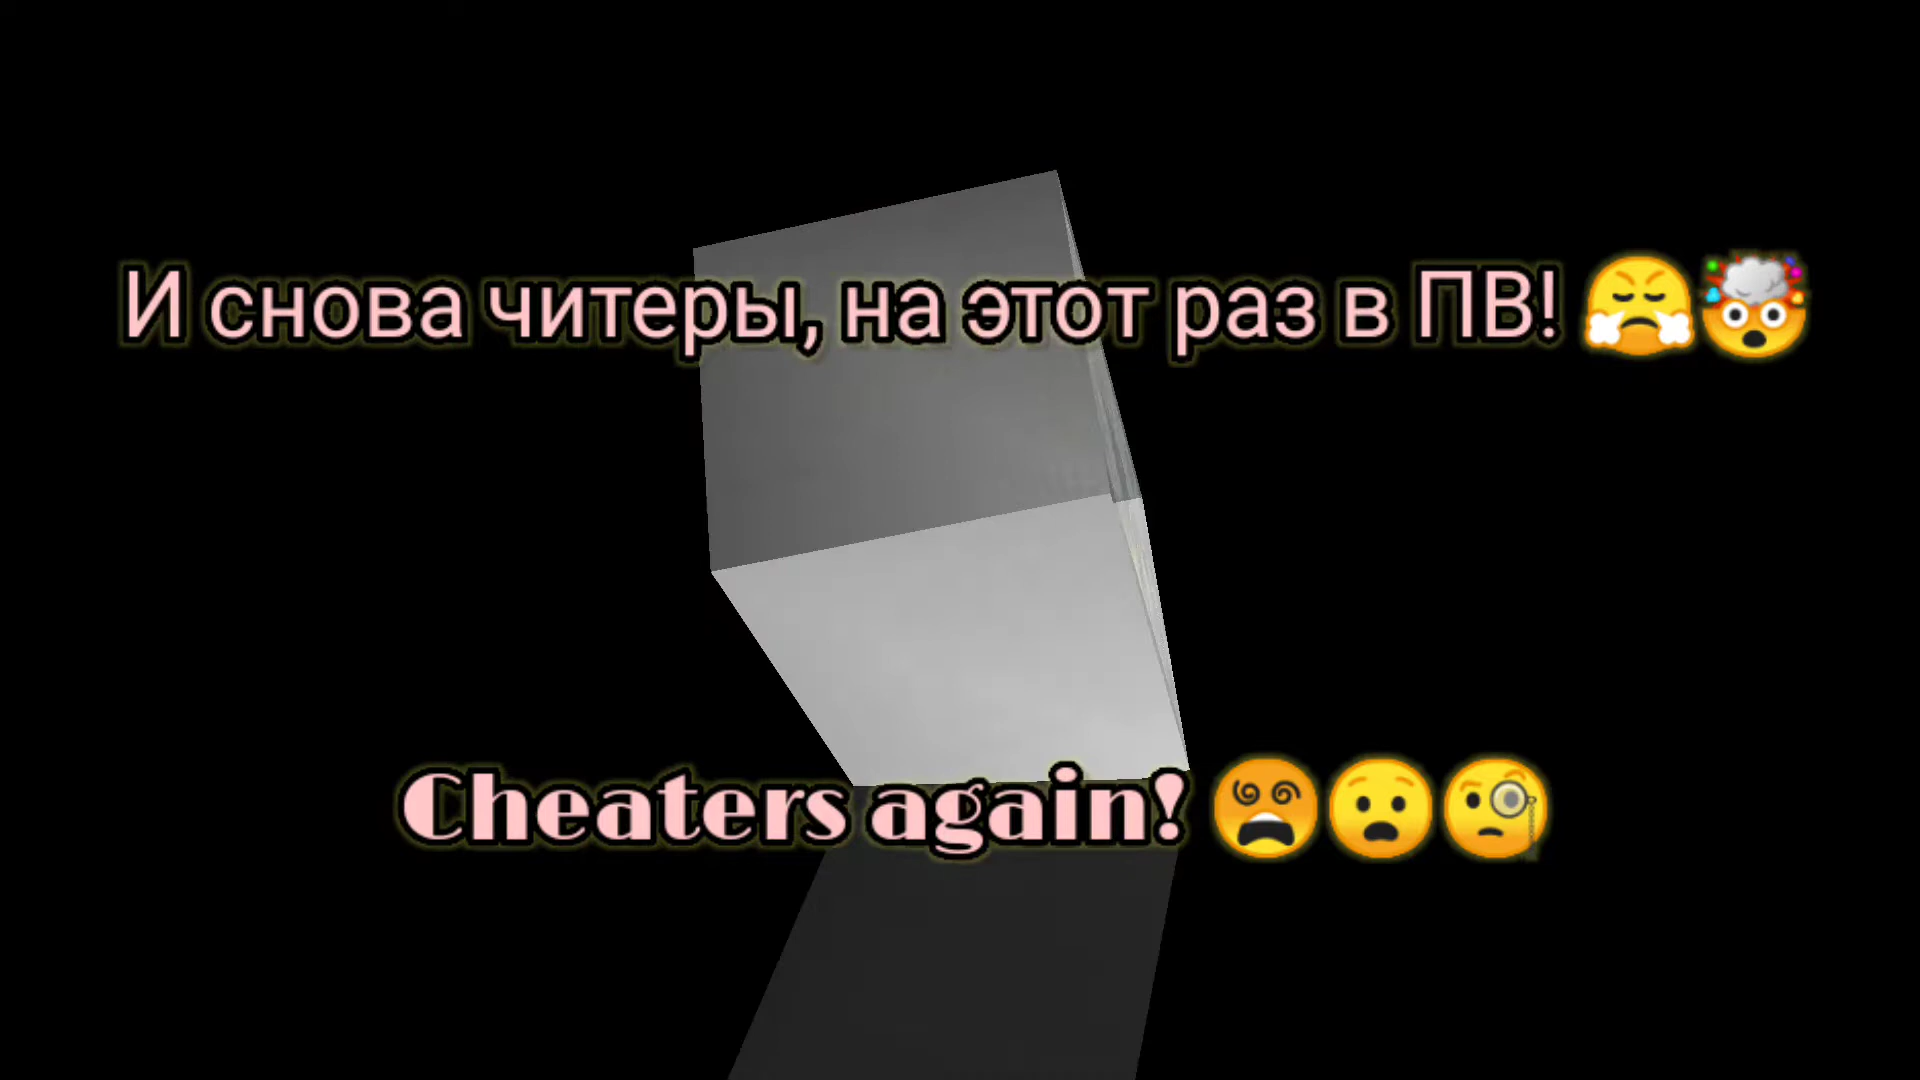 И снова читеры, на этот раз в ПВ! 😤🤯
Cheaters again! 😵‍💫😧🧐